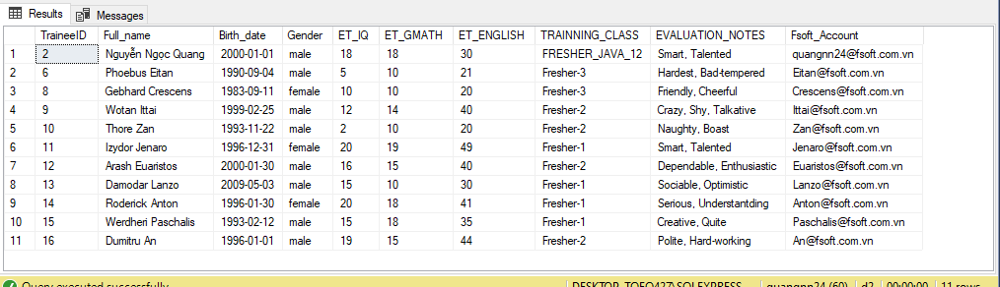 Results Messages
TraineeID Full_name Birth_date Gender ET_IQ ET_GMATH ET_ENGLISH TRAINNING_CLASS EVALUATION_NOTES Fsoft_Account
1 2 Nguyễn Ngọc Quang 2000-01-01 male 18 18 30 FRESHER_JAVA_12 Smart, Talented quangnn24@fsoft.com.vn
2 6 Phoebus Eitan 1990-09-04 male 5 10 21 Fresher-3 Hardest, Bad-tempered Eitan@fsoft.com.vn
3 8 Gebhard Crescens 1983-09-11 female 10 10 20 Fresher-3 Friendly, Cheerful Crescens@fsoft.com.vn
4 9 Wotan Ittai 1999-02-25 male 12 14 40 Fresher-2 Crazy, Shy, Talkative Ittai@fsoft.com.vn
5 10 Thore Zan 1993-11-22 male 2 10 20 Fresher-2 Naughty, Boast Zan@fsoft.com.vn
6 11 Izydor Jenaro 1996-12-31 female 20 19 49 Fresher-1 Smart, Talented Jenaro@fsoft.com.vn
7 12 Arash Euaristos 2000-01-30 male 16 15 40 Fresher-2 Dependable, Enthusiastic Euaristos@fsoft.com.vn
8 13 Damodar Lanzo 2009-05-03 male 15 10 30 Fresher-1 Sociable, Optimistic Lanzo@fsoft.com.vn
9 14 Roderick Anton 1996-01-30 female 20 18 41 Fresher-1 Serious, Understantding Anton@fsoft.com.vn
10 15 Werdheri Paschalis 1993-02-12 male 15 18 35 Fresher-1 Creative, Quite Paschalis@fsoft.com.vn
11 16 Dumitru An 1996-01-01 male 19 15 44 Fresher-2 Polite, Hard-working An@fsoft.com.vn
Query executed successfully. quangnn24 (60) d2 00:00:00 11 rows